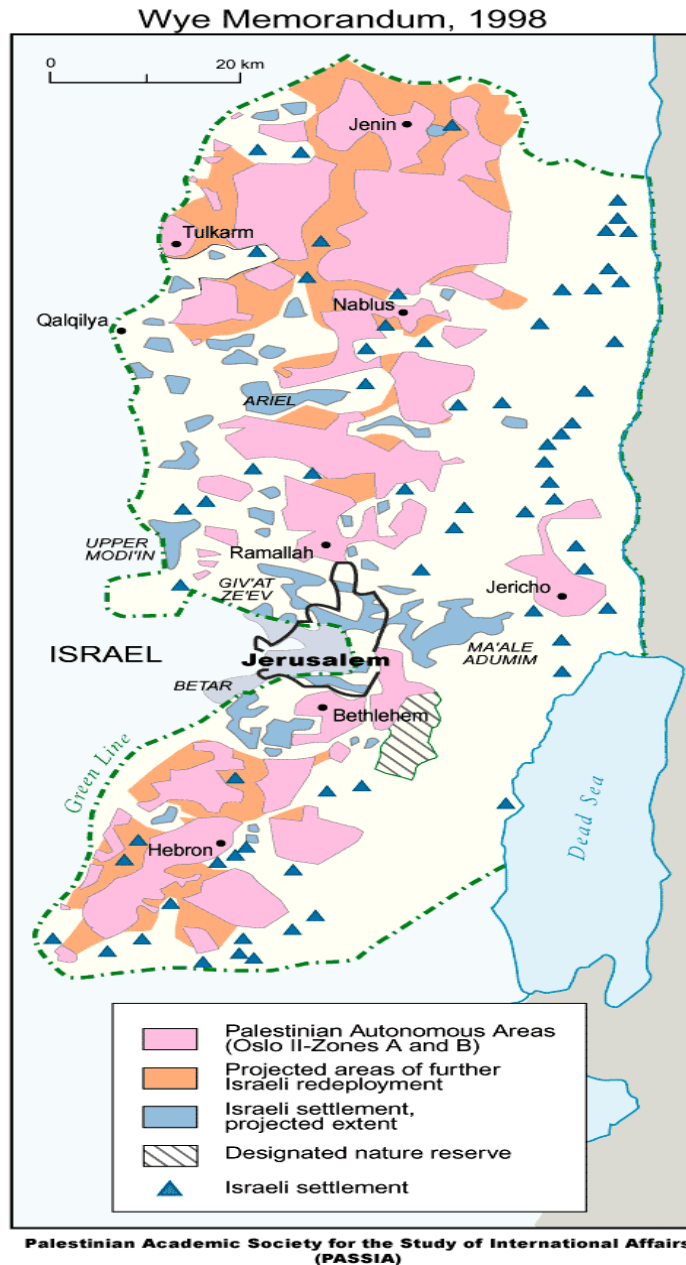 Wye Memorandum, 1998
0
20 km
Jenin
Tulkarm
Nablus
Qalqilya
ARIEL
UPPER
MODI'IN
Ramallah
GIV'AT
ZE'EV
Jericho
ISRAEL
Jerusalem
MA'ALE
ADUMIM
BETAR
Bethlehem
Green Line
Dead Sea
Hebron
Palestinian Autonomous Areas
(Oslo II-Zones A and B)
Projected areas of further
Israeli redeployment
Israeli settlement,
projected extent
Designated nature reserve
Israeli settlement
Palestinian Academic Society for the Study of International Affairs
(PASSIA)